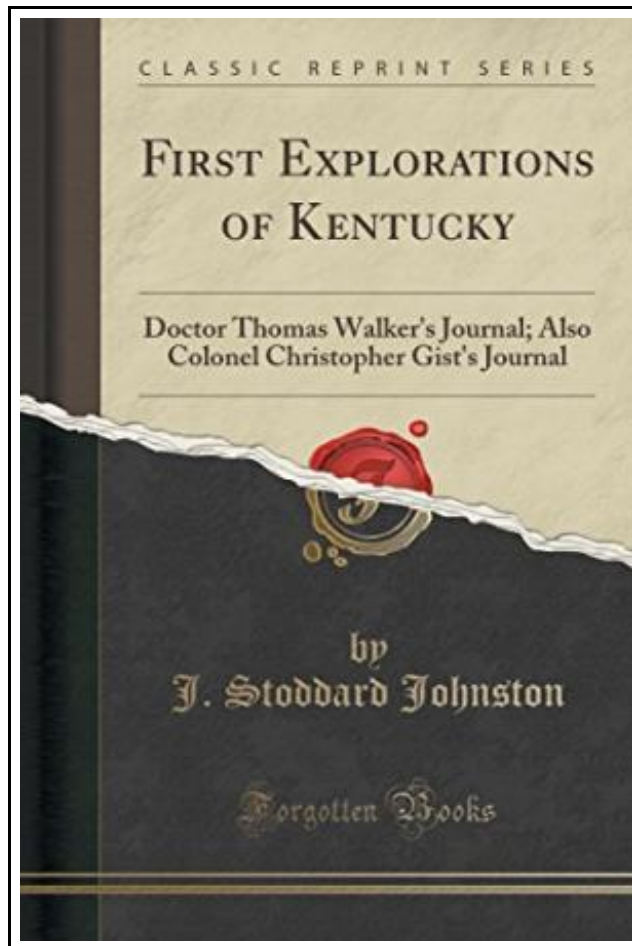 CLASSIC REPRINT SERIES
FIRST EXPLORATIONS
OF KENTUCKY
Doctor Thomas Walker's Journal; Also
Colonel Christopher Gist's Journal
by
J. Stoddard Johnston
Forgotten Books